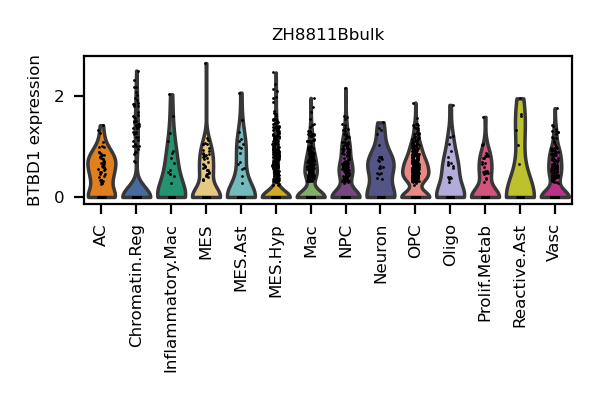 ZH8811Bbulk
BTBD1 expression
2
0
AC
Chromatin.Reg
Inflammatory.Mac
MES
MES.Ast
MES.Hyp
Mac
NPC
Neuron
OPC
Oligo
Prolif.Metab
Reactive.Ast
Vasc